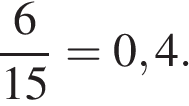 6/15 = 0,4.